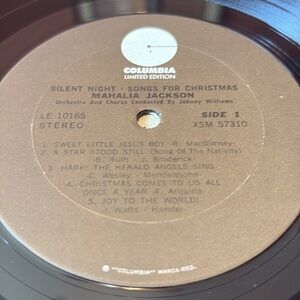 COLUMBIA
LIMITED EDITION
SILENT NIGHT - SONGS FOR CHRISTMAS
MAHALIA JACKSON
Orchestra And Chorus Conducted By Johnny Williams
LE 10165
SIDE 1
STEREO
XSM 57310
1. SWEET LITTLE JESUS BOY - R. MacGimsey
2. A STAR STOOD STILL (Song Of The Nativity)
B. Ruth - J. Broderick
3. HARK! THE HERALD ANGELS SING
C. Wesley - Mendelssohn
4. CHRISTMAS COMES TO US ALL
ONCE A YEAR - F. Arquilla
5. JOY TO THE WORLD!
I. Watts - Handel
® "COLUMBIA" MARCA REG.